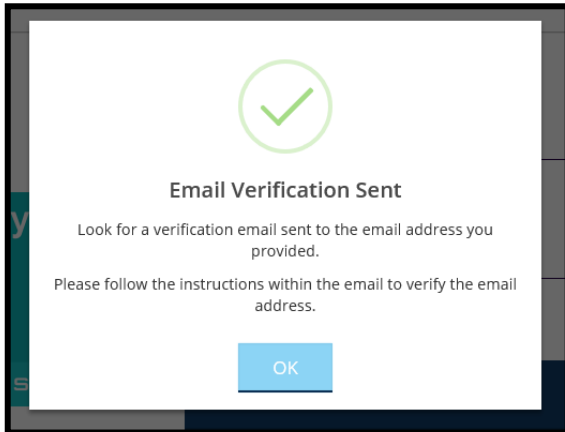 Email Verification Sent
Look for a verification email sent to the email address you
provided.
Please follow the instructions within the email to verify the email
address.
OK
y
s